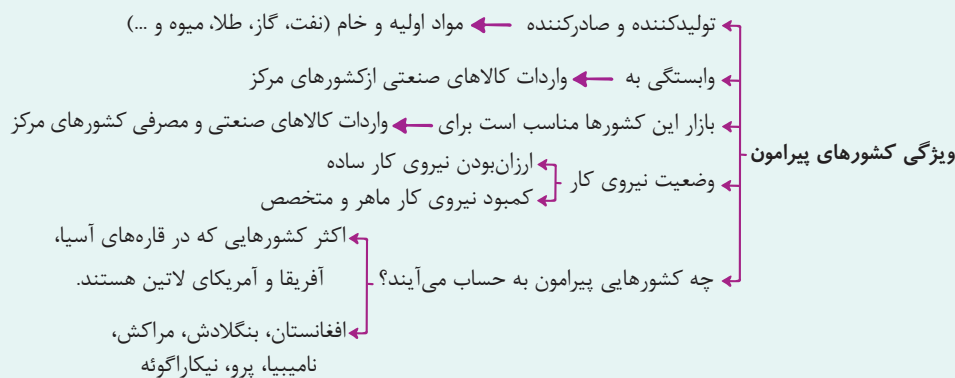 ویژگی کشورهای پیرامون
تولیدکننده و صادرکننده مواد اولیه و خام (نفت، گاز، طلا، میوه و ...)
وابستگی به واردات کالاهای صنعتی ازکشورهای مرکز
بازار این کشورها مناسب است برای واردات کالاهای صنعتی و مصرفی کشورهای مرکز
وضعیت نیروی کار
ارزان‌بودن نیروی کار ساده
کمبود نیروی کار ماهر و متخصص
چه کشورهایی پیرامون به حساب می‌آیند؟
اکثر کشورهایی که در قاره‌های آسیا،
آفریقا و آمریکای لاتین هستند.
افغانستان، بنگلادش، مراکش،
نامیبیا، پرو، نیکاراگوئه